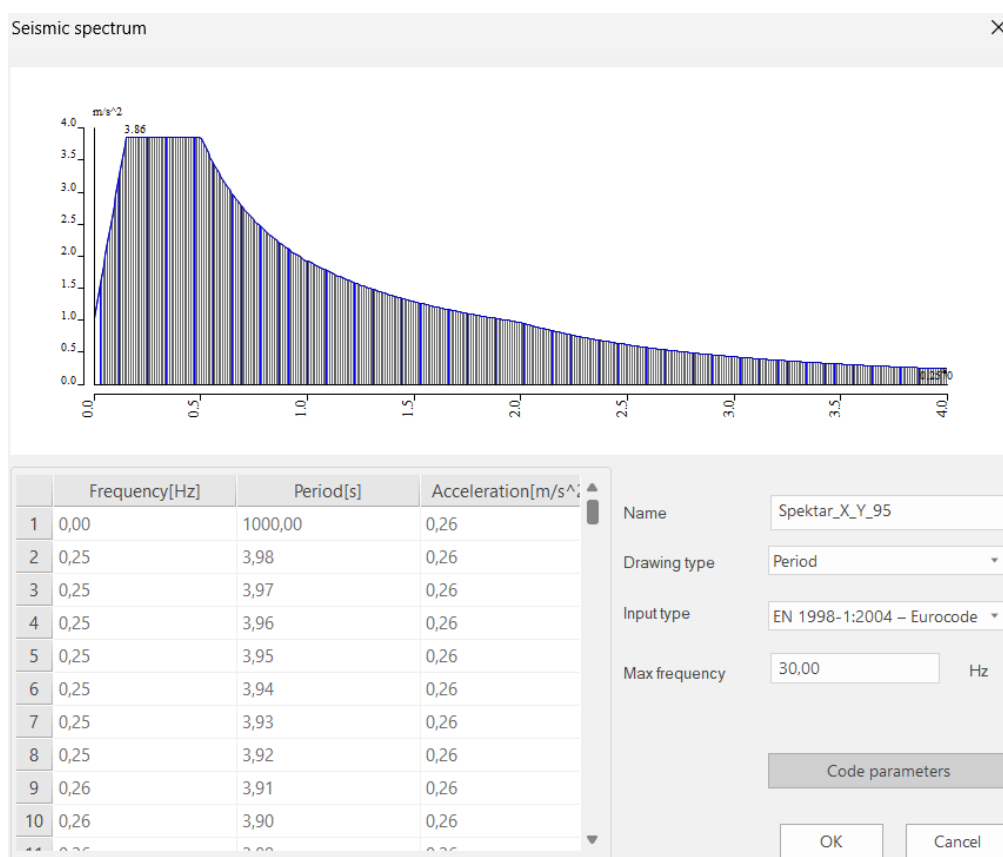 Seismic spectrum
m/s^2
4.0
3.86
3.5
3.0
2.5
2.0
1.5
1.0
0.5
0.0
0.0 0.5 1.0 1.5 2.0 2.5 3.0 3.5 4.0
Frequency[Hz] Period[s] Acceleration[m/s^2
1 0,00 1000,00 0,26
2 0,25 3,98 0,26
3 0,25 3,97 0,26
4 0,25 3,96 0,26
5 0,25 3,95 0,26
6 0,25 3,94 0,26
7 0,25 3,93 0,26
8 0,25 3,92 0,26
9 0,26 3,91 0,26
10 0,26 3,90 0,26
Name Spektar_X_Y_95
Drawing type Period
Input type EN 1998-1:2004 – Eurocode
Max frequency 30,00 Hz
Code parameters
OK Cancel